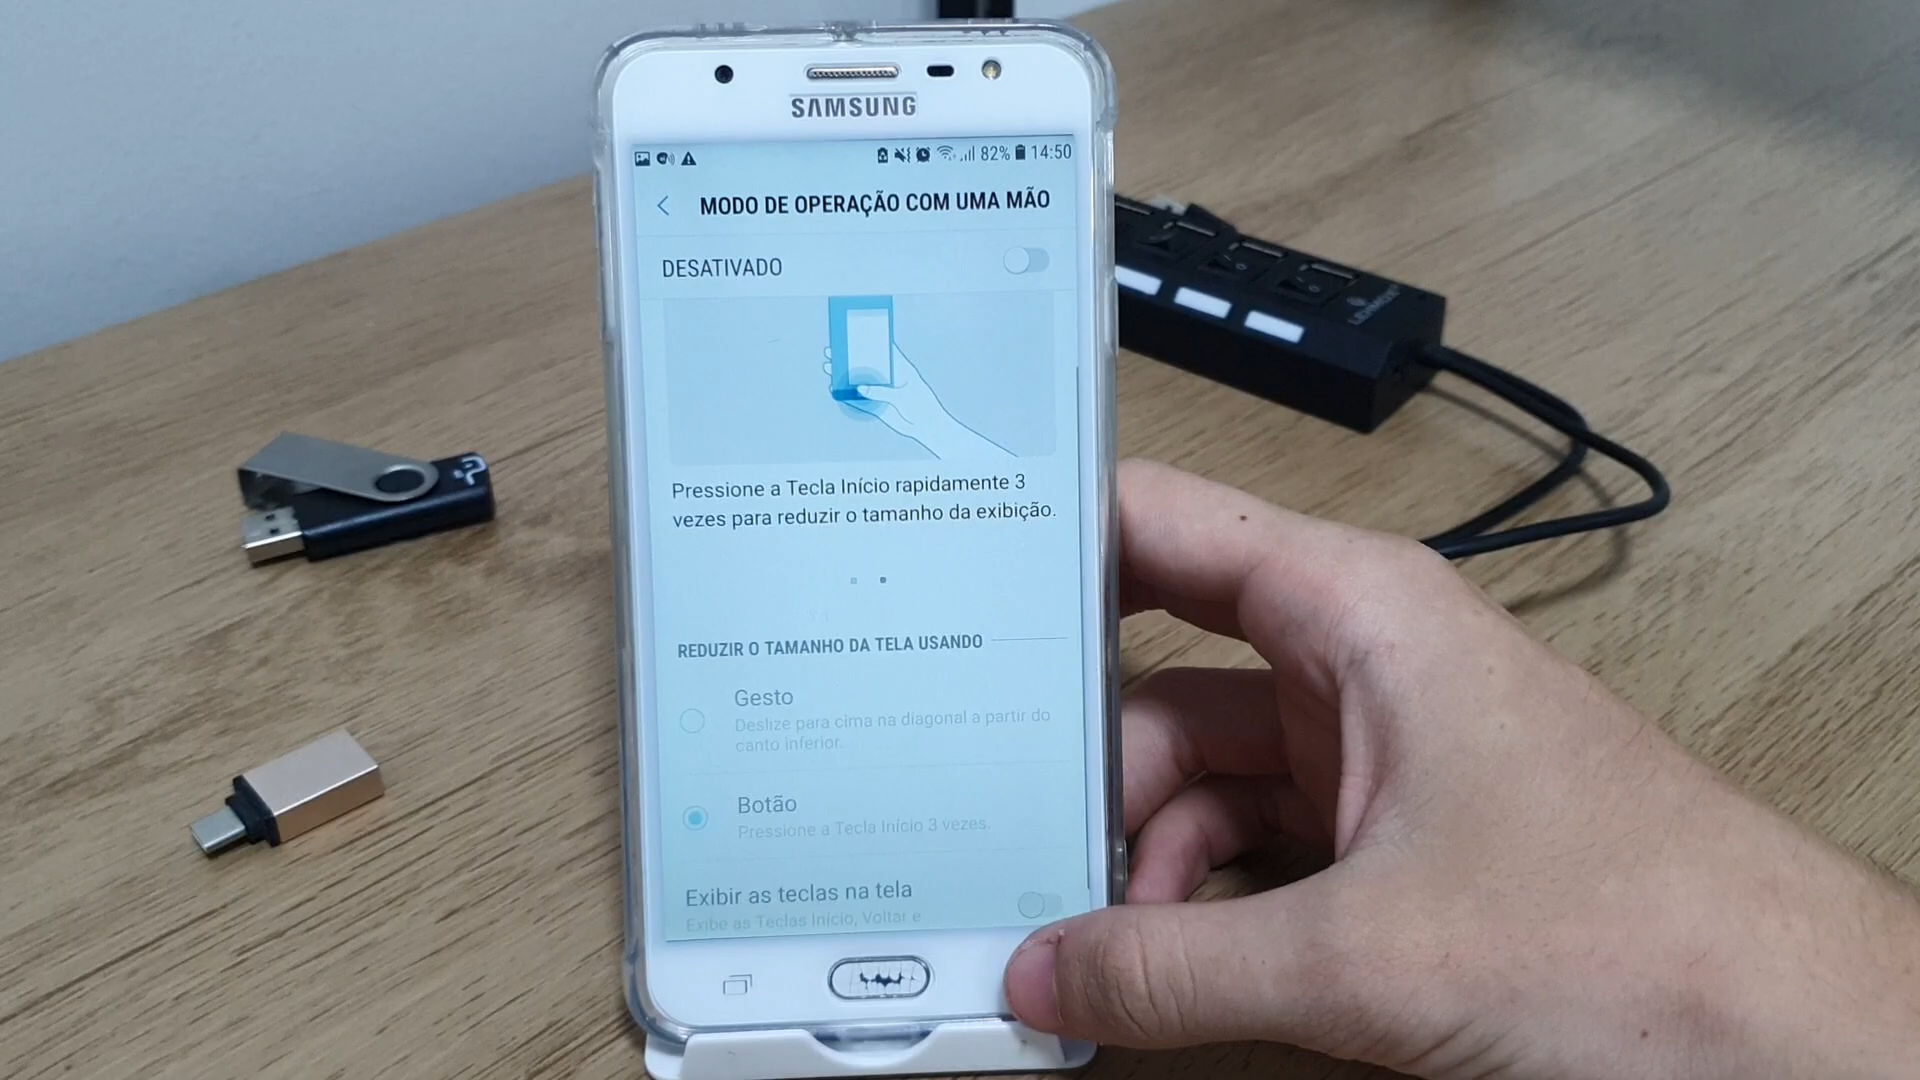 SAMSUNG
82% 14:50
MODO DE OPERAÇÃO COM UMA MÃO
DESATIVADO
Pressione a Tecla Início rapidamente 3
vezes para reduzir o tamanho da exibição.
REDUZIR O TAMANHO DA TELA USANDO
Gesto
Deslize para cima na diagonal a partir do
canto inferior.
Botão
Pressione a Tecla Início 3 vezes.
Exibir as teclas na tela
Exibe as Teclas Início, Voltar e